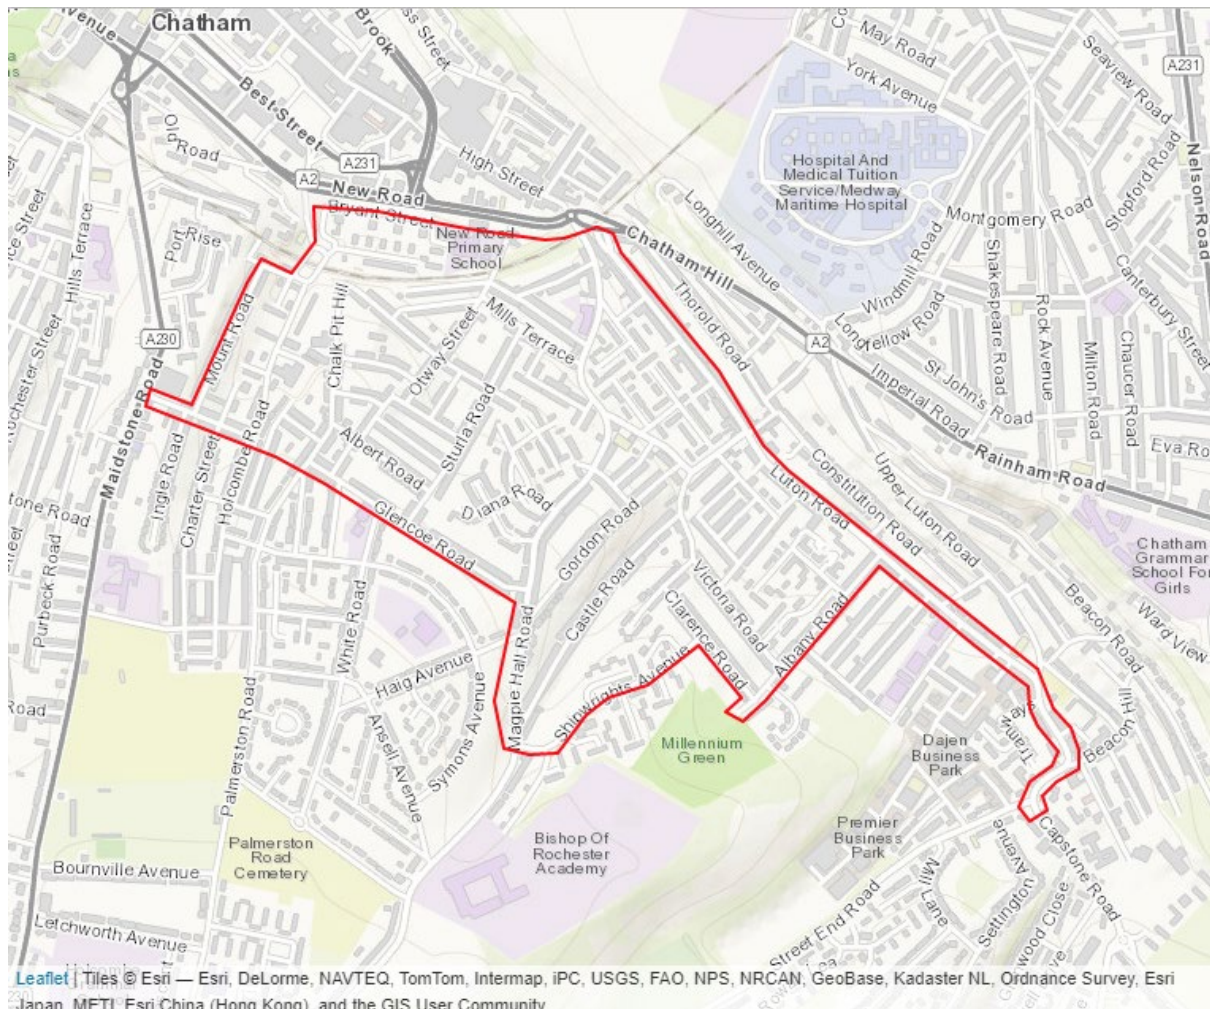 Chatham
Avenue
Brook
ss Street
May Road
York Avenue
Seaview Road
A231
Best Street
Old Road
A231
High Street
A2
New Road
Bryant Street
Hospital And
Medical Tuition
Service/Medway
Maritime Hospital
Stopford Road
Nelson Road
Hills Terrace
Port Rise
New Road
Primary
School
Longhill Avenue
Montgomery Road
Windmill Road
Canterbury Street
Chatham Hill
Thorold Road
Shakespeare Road
Rock Avenue
Rochester Street
A230
Mount Road
Chalk Pit Hill
Otway Street
Mills Terrace
A2
Longfellow Road
St John's Road
Milton Road
Chaucer Road
Imperial Road
Maidstone Road
Ingle Road
Charter Street
Holcombe Road
Albert Road
Sturla Road
Eva Ro
Rainham Road
Diana Road
Glencoe Road
Gordon Road
Luton Road
Constitution Road
Upper Luton Road
tone Road
Purbeck Road
White Road
Castle Road
Victoria Road
Clarence Road
Albany Road
Chatham
Grammar
School For
Girls
Beacon Road
Ward View
Haig Avenue
Magpie Hall Road
Shipwrights Avenue
Road
Palmerston Road
Ansell Avenue
Symons Avenue
Millennium
Green
Dajen
Business
Park
Tramways
Beacon Hill
Palmerston
Road
Cemetery
Bishop Of
Rochester
Academy
Premier
Business
Park
Capstone Road
Bournville Avenue
Mill Lane
Settington Avenue
Street End Road
wood Close
Letchworth Avenue
Leaflet | Tiles © Esri — Esri, DeLorme, NAVTEQ, TomTom, Intermap, iPC, USGS, FAO, NPS, NRCAN, GeoBase, Kadaster NL, Ordnance Survey, Esri
Japan, METI, Esri China (Hong Kong), and the GIS User Community